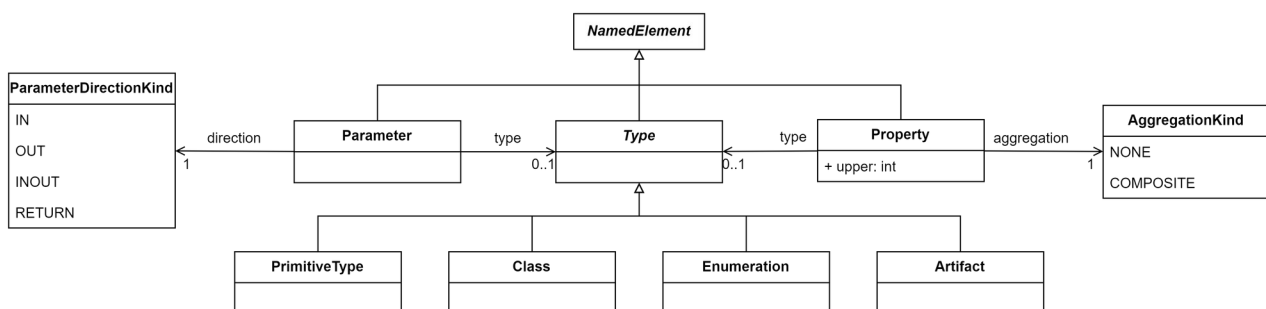 NamedElement
ParameterDirectionKind
IN
OUT
INOUT
RETURN
direction
1
Parameter
type
0..1
Type
type
0..1
Property
+ upper: int
aggregation
1
AggregationKind
NONE
COMPOSITE
PrimitiveType
Class
Enumeration
Artifact